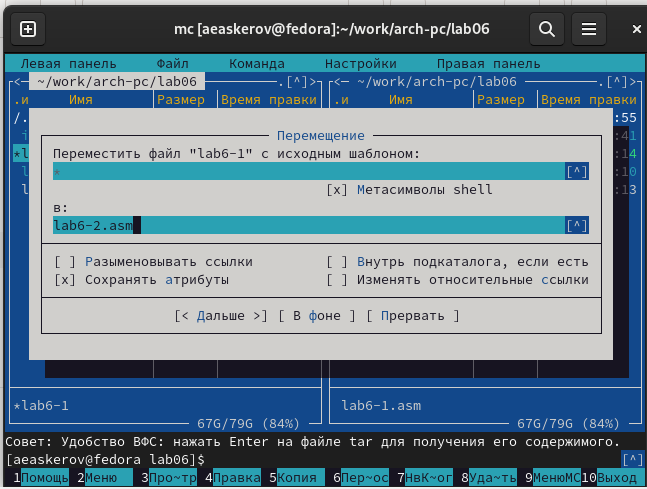 mc [aeaskerov@fedora]:~/work/arch-pc/lab06
Левая панель Файл Команда Настройки Правая панель
<- ~/work/arch-pc/lab06 .[^]> <- ~/work/arch-pc/lab06 .[^]>
.и Имя Размер Время правки .и Имя Размер Время правки
/. :55
:41
*l :14
:10
:13
Перемещение
Переместить файл "lab6-1" с исходным шаблоном:
* [^]
[x] Метасимволы shell
в:
lab6-2.asm [^]
[ ] Разыменовывать ссылки [ ] Внутрь подкаталога, если есть
[x] Сохранять атрибуты [ ] Изменять относительные ссылки
[< Дальше >] [ В фоне ] [ Прервать ]
*lab6-1 lab6-1.asm
67G/79G (84%) 67G/79G (84%)
Совет: Удобство ВФС: нажать Enter на файле tar для получения его содержимого.
[aeaskerov@fedora lab06]$ [^]
1Помощь 2Меню 3Про~тр 4Правка 5Копия 6Пер~ос 7НвК~ог 8Уда~ть 9МенюMC 10Выход